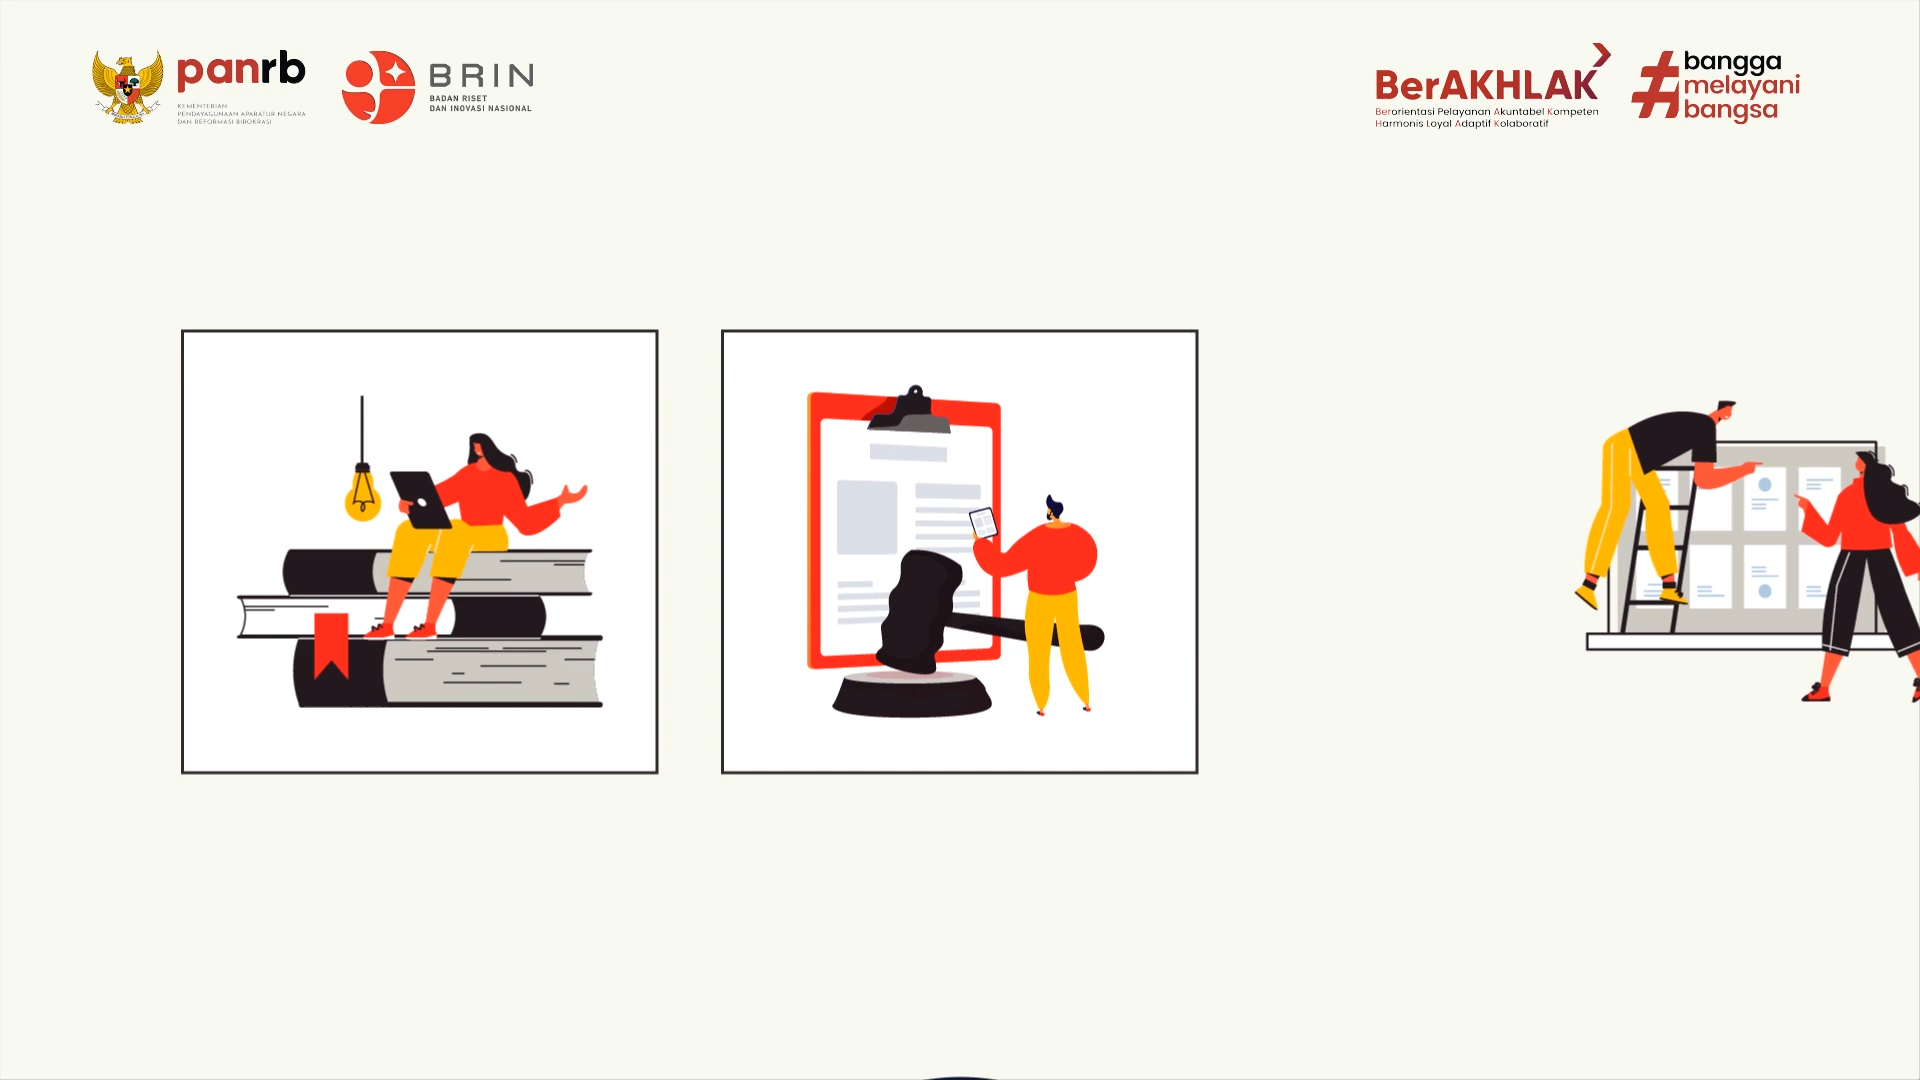 panrb
KEMENTERIAN
PENDAYAGUNAAN APARATUR NEGARA
DAN REFORMASI BIROKRASI
BRIN
BADAN RISET
DAN INOVASI NASIONAL
BerAKHLAK
Berorientasi Pelayanan Akuntabel Kompeten
Harmonis Loyal Adaptif Kolaboratif
#bangga
melayani
bangsa